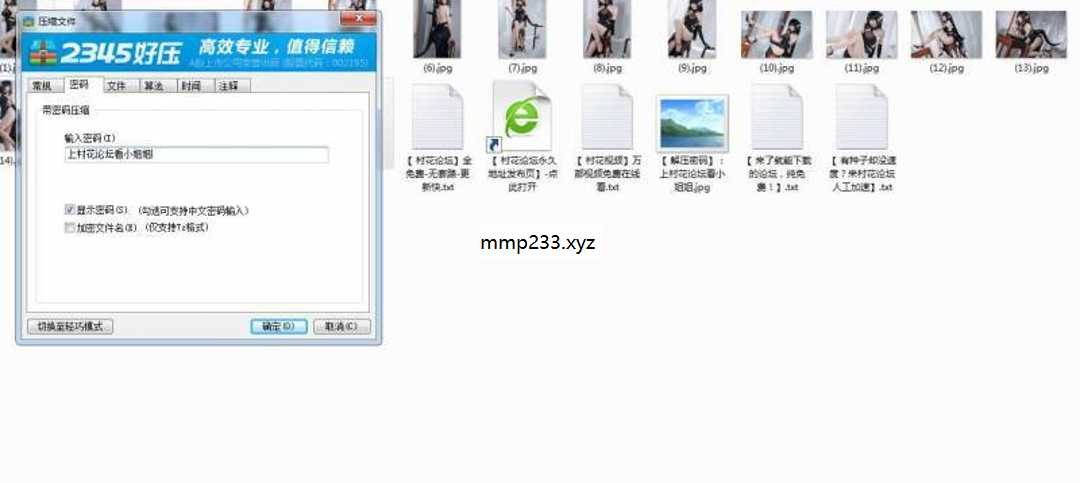 压缩文件
2345好压
高效专业，值得信赖
A股上市公司荣誉出品 (股票代码：002195)
常规 密码 文件 算法 时间 注释
带密码压缩
输入密码(I)
上村花论坛看小姐姐
显示密码(S) (勾选可支持中文密码输入)
加密文件名(E) (仅支持7z格式)
切换至轻巧模式
确定(O)
取消(C)
(6).jpg
(7).jpg
(8).jpg
(9).jpg
(10).jpg
(11).jpg
(12).jpg
(13).jpg
14)
【村花论坛】全
免费-无套路-更
新快.txt
【村花论坛永久
地址发布页】-点
此打开
【村花视频】万
部视频免费在线
看.txt
【解压密码】：
上村花论坛看小
姐姐.jpg
【来了就能下载
的论坛，纯免
费！】.txt
【有种子却没速
度？来村花论坛
人工加速】.txt
mmp233.xyz